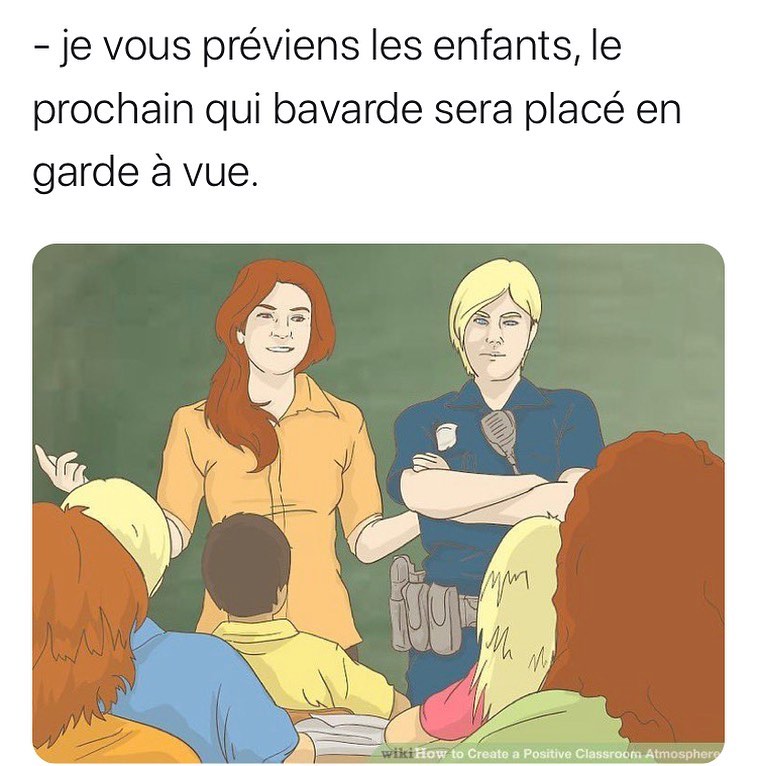 - je vous préviens les enfants, le
prochain qui bavarde sera placé en
garde à vue.
wikiHow to Create a Positive Classroom Atmosphere